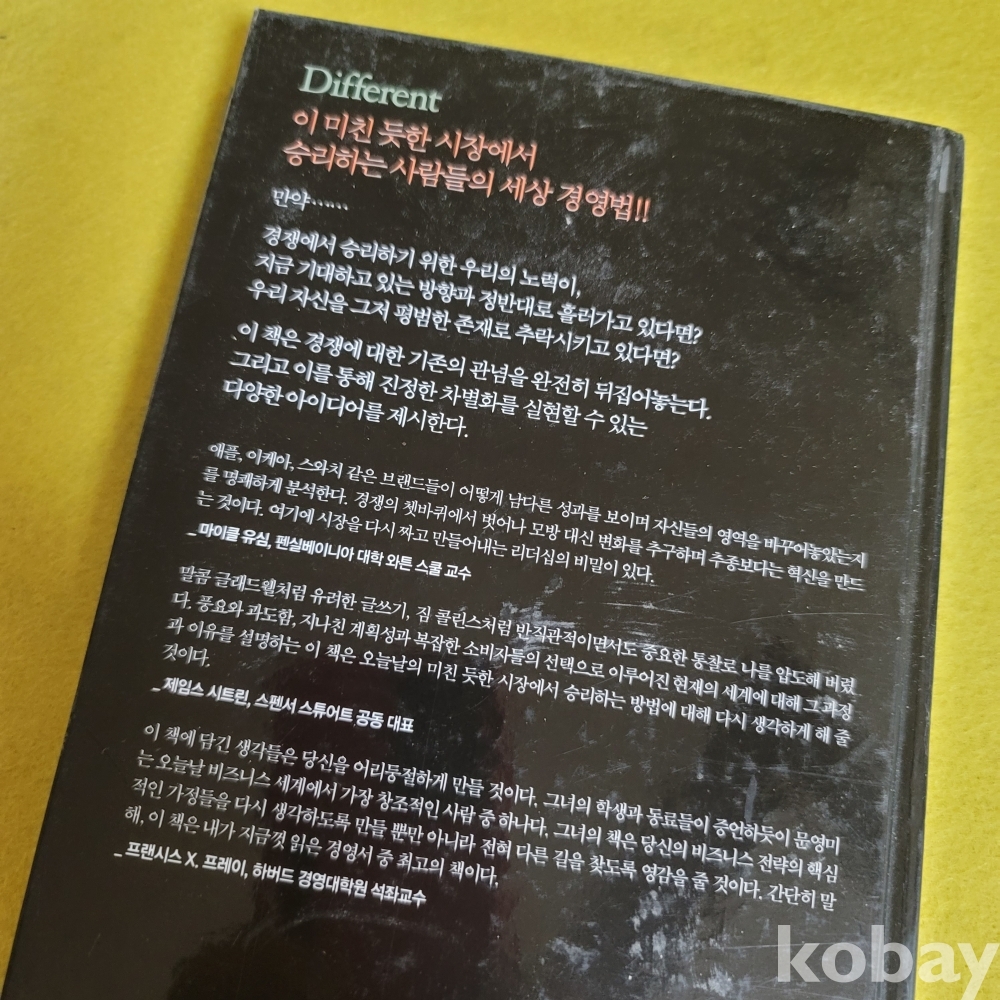 Different
이 미친 듯한 시장에서
승리하는 사람들의 세상 경영법!!
만약……
경쟁에서 승리하기 위한 우리의 노력이,
지금 기대하고 있는 방향과 정반대로 흘러가고 있다면?
우리 자신을 그저 평범한 존재로 추락시키고 있다면?
이 책은 경쟁에 대한 기존의 관념을 완전히 뒤집어놓는다.
그리고 이를 통해 진정한 차별화를 실현할 수 있는
다양한 아이디어를 제시한다.
애플, 이케아, 스와치 같은 브랜드들이 어떻게 남다른 성과를 보이며 자신들의 영역을 바꾸어놓았는지
를 명쾌하게 분석한다. 경쟁의 쳇바퀴에서 벗어나 모방 대신 변화를 추구하며 추종보다는 혁신을 만드
는 것이다. 여기에 시장을 다시 짜고 만들어내는 리더십의 비밀이 있다.
_ 마이클 유심, 펜실베이니아 대학 와튼 스쿨 교수
말콤 글래드웰처럼 유려한 글쓰기, 짐 콜린스처럼 반직관적이면서도 중요한 통찰로 나를 압도해 버렸
다. 풍요와 과도함, 지나친 계획성과 복잡한 소비자들의 선택으로 이루어진 현재의 세계에 대해 그 과정
과 이유를 설명하는 이 책은 오늘날의 미친 듯한 시장에서 승리하는 방법에 대해 다시 생각하게 해 줄
것이다.
_ 제임스 시트린, 스펜서 스튜어트 공동 대표
이 책에 담긴 생각들은 당신을 어리둥절하게 만들 것이다. 그녀의 학생과 동료들이 증언하듯이 문영미
는 오늘날 비즈니스 세계에서 가장 창조적인 사람 중 하나다. 그녀의 책은 당신의 비즈니스 전략의 핵심
적인 가정들을 다시 생각하도록 만들 뿐만 아니라 전혀 다른 길을 찾도록 영감을 줄 것이다. 간단히 말
해, 이 책은 내가 지금껏 읽은 경영서 중 최고의 책이다.
_ 프랜시스 X. 프레이, 하버드 경영대학원 석좌교수
kobay